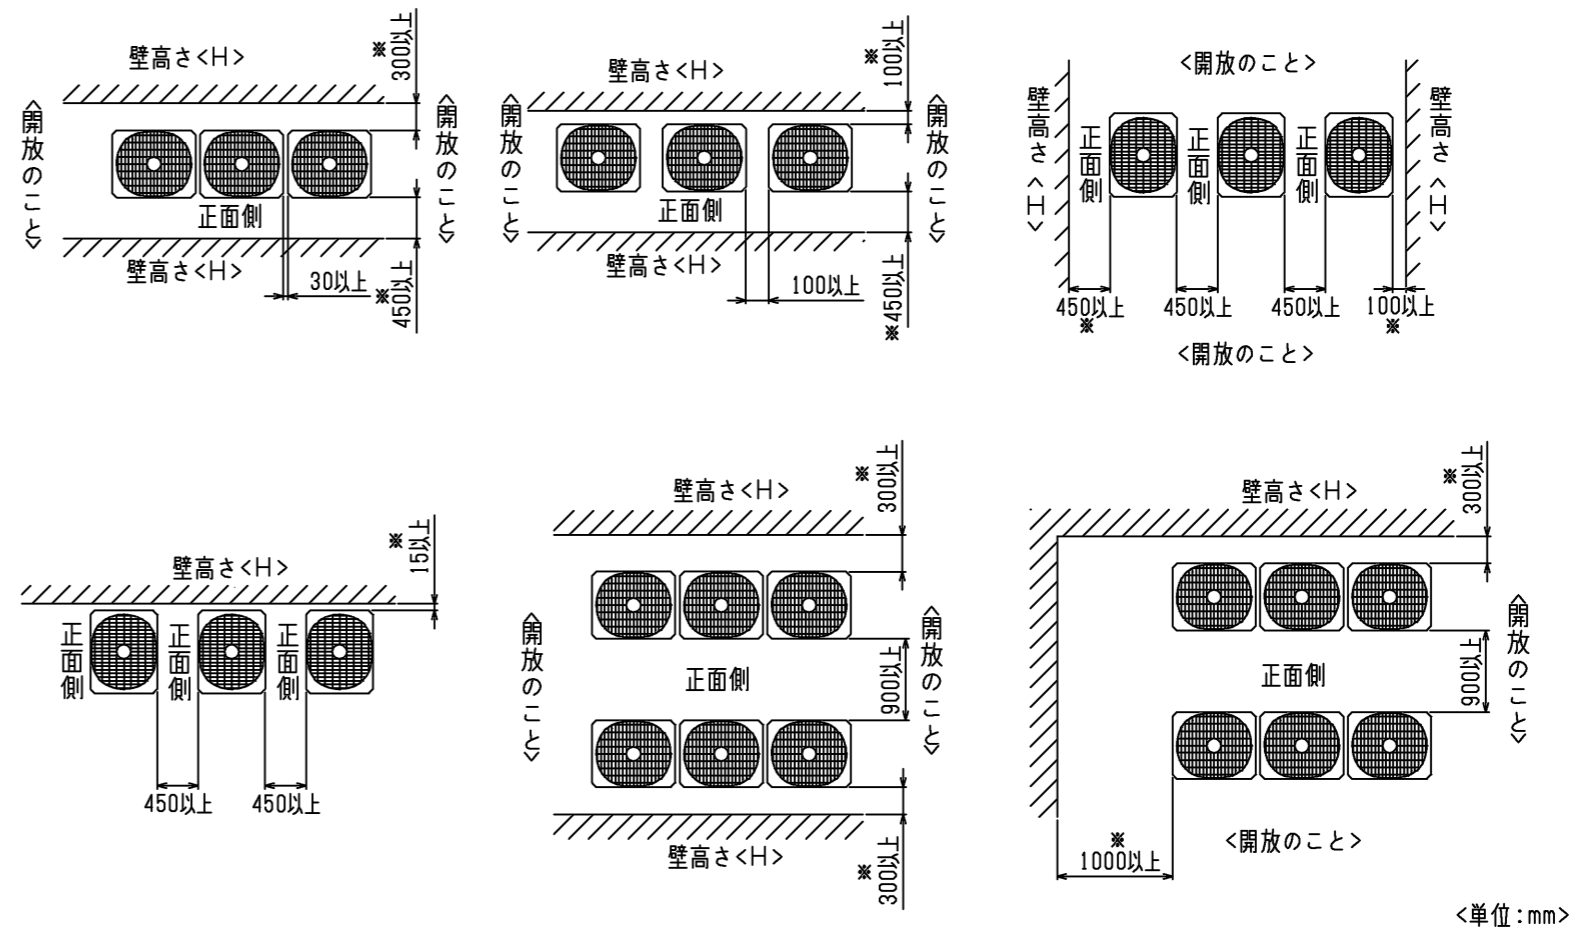 壁高さ<H>
※
300以上
<開放のこと>
<開放のこと>
正面側
壁高さ<H>
30以上
※
450以上
壁高さ<H>
※
100以上
<開放のこと>
<開放のこと>
正面側
壁高さ<H>
100以上
※450以上
<開放のこと>
壁高さ<H>
正面側
正面側
正面側
壁高さ<H>
450以上
※
450以上
450以上
100以上
※
<開放のこと>
壁高さ<H>
※
15以上
正面側
正面側
正面側
450以上
450以上
壁高さ<H>
※
300以上
<開放のこと>
正面側
900以上
<開放のこと>
壁高さ<H>
※
300以上
壁高さ<H>
※
300以上
正面側
900以上
<開放のこと>
※
1000以上
<開放のこと>
<単位:mm>